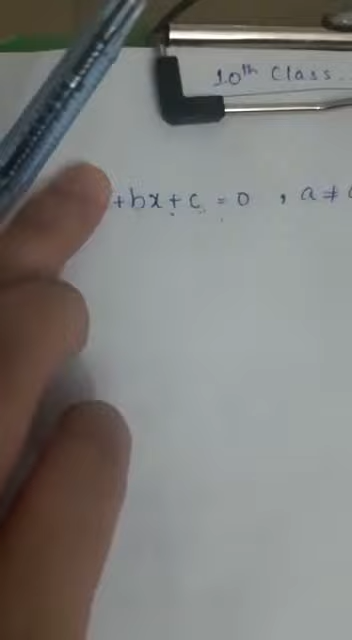 10th Class.
+bx+c=0 , a≠